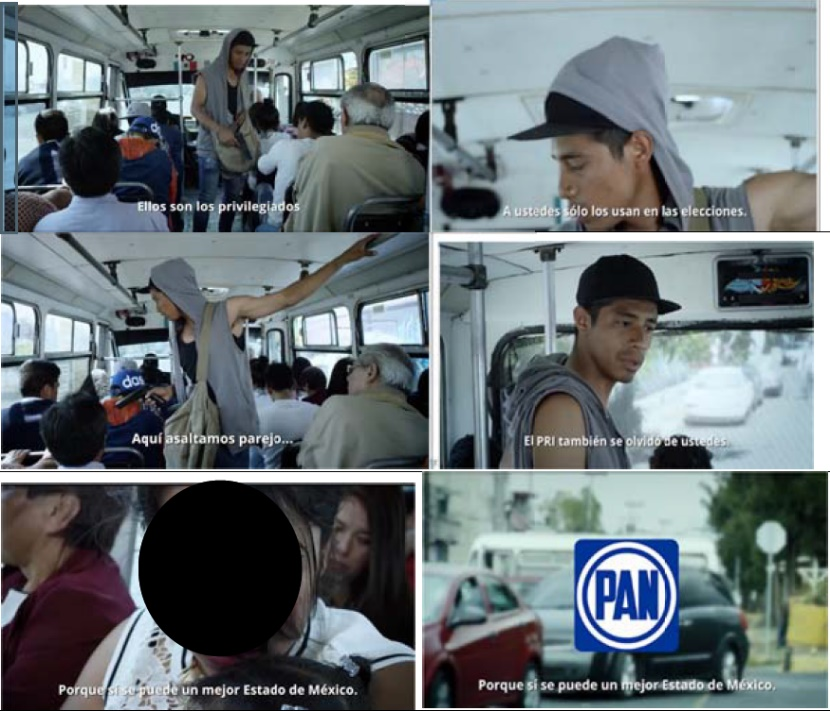 Ellos son los privilegiados
A ustedes sólo los usan en las elecciones.
Aquí asaltamos parejo...
El PRI también se olvidó de ustedes.
Porque sí se puede un mejor Estado de México.
PAN
Porque sí se puede un mejor Estado de México.